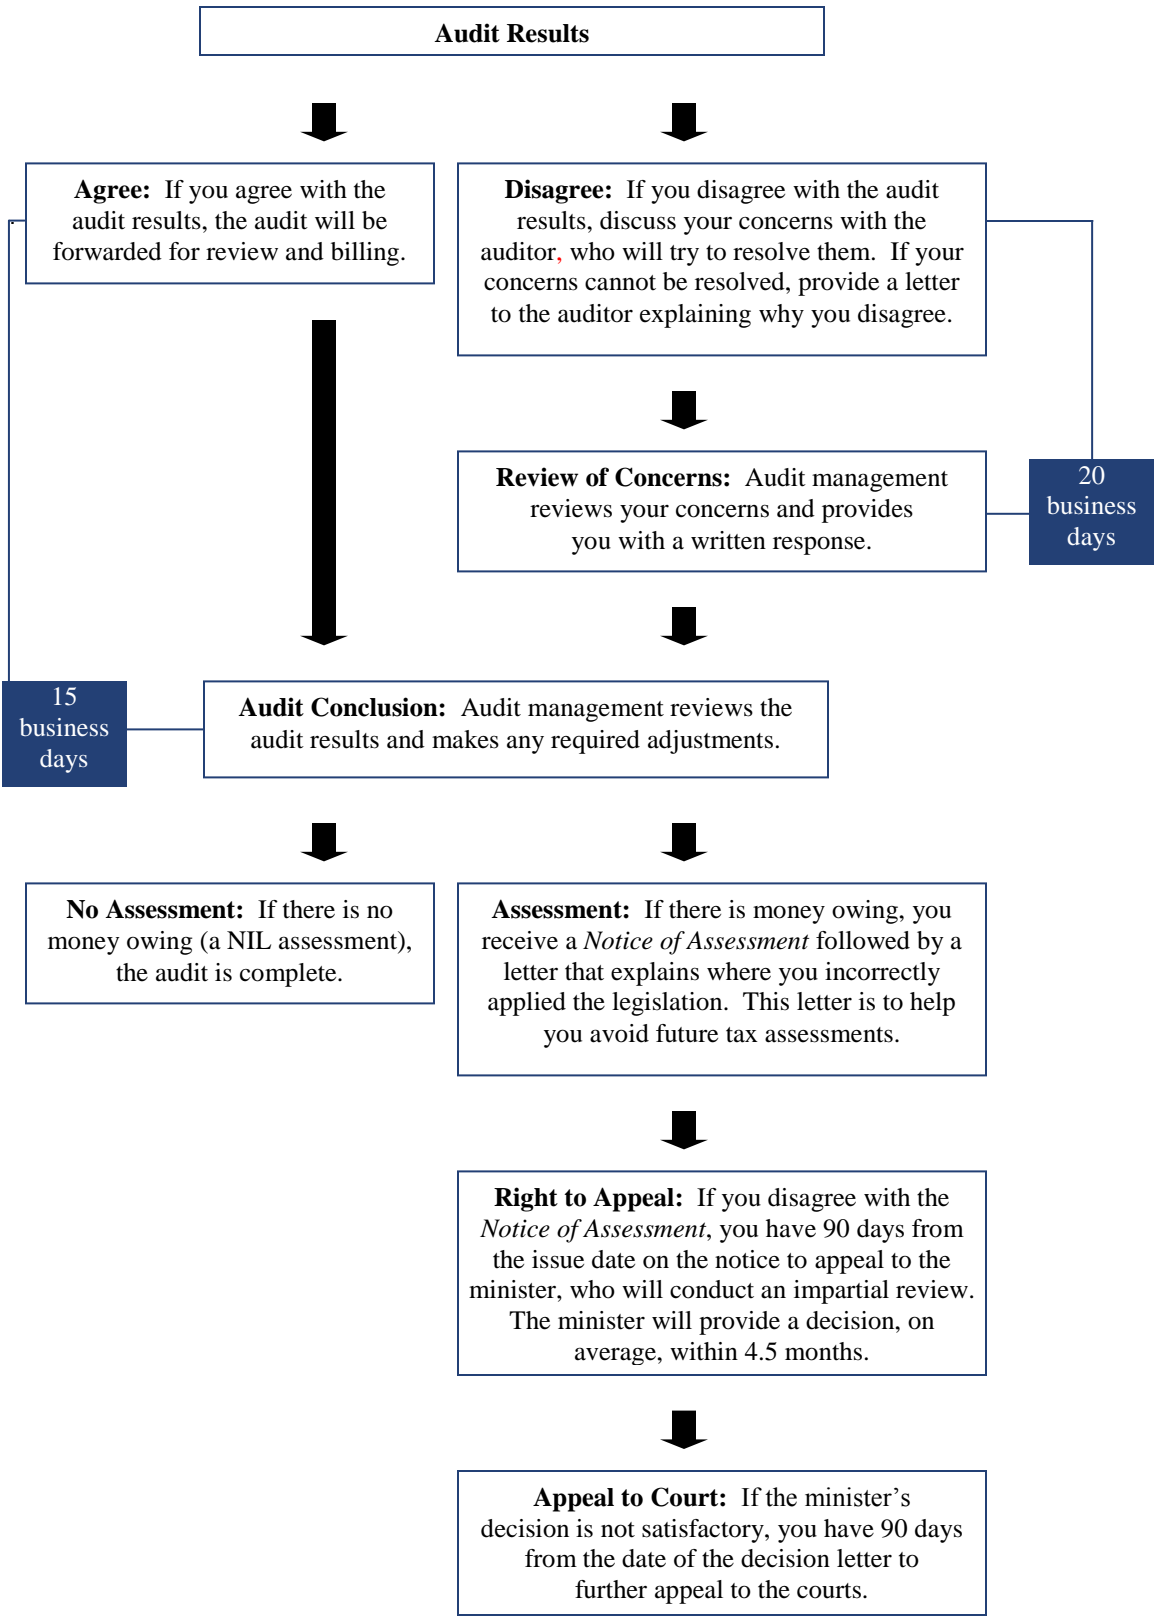 Audit Results
Agree: If you agree with the
audit results, the audit will be
forwarded for review and billing.
Disagree: If you disagree with the audit
results, discuss your concerns with the
auditor, who will try to resolve them. If your
concerns cannot be resolved, provide a letter
to the auditor explaining why you disagree.
Review of Concerns: Audit management
reviews your concerns and provides
you with a written response.
20
business
days
15
business
days
Audit Conclusion: Audit management reviews the
audit results and makes any required adjustments.
No Assessment: If there is no
money owing (a NIL assessment),
the audit is complete.
Assessment: If there is money owing, you
receive a Notice of Assessment followed by a
letter that explains where you incorrectly
applied the legislation. This letter is to help
you avoid future tax assessments.
Right to Appeal: If you disagree with the
Notice of Assessment, you have 90 days from
the issue date on the notice to appeal to the
minister, who will conduct an impartial review.
The minister will provide a decision, on
average, within 4.5 months.
Appeal to Court: If the minister’s
decision is not satisfactory, you have 90 days
from the date of the decision letter to
further appeal to the courts.